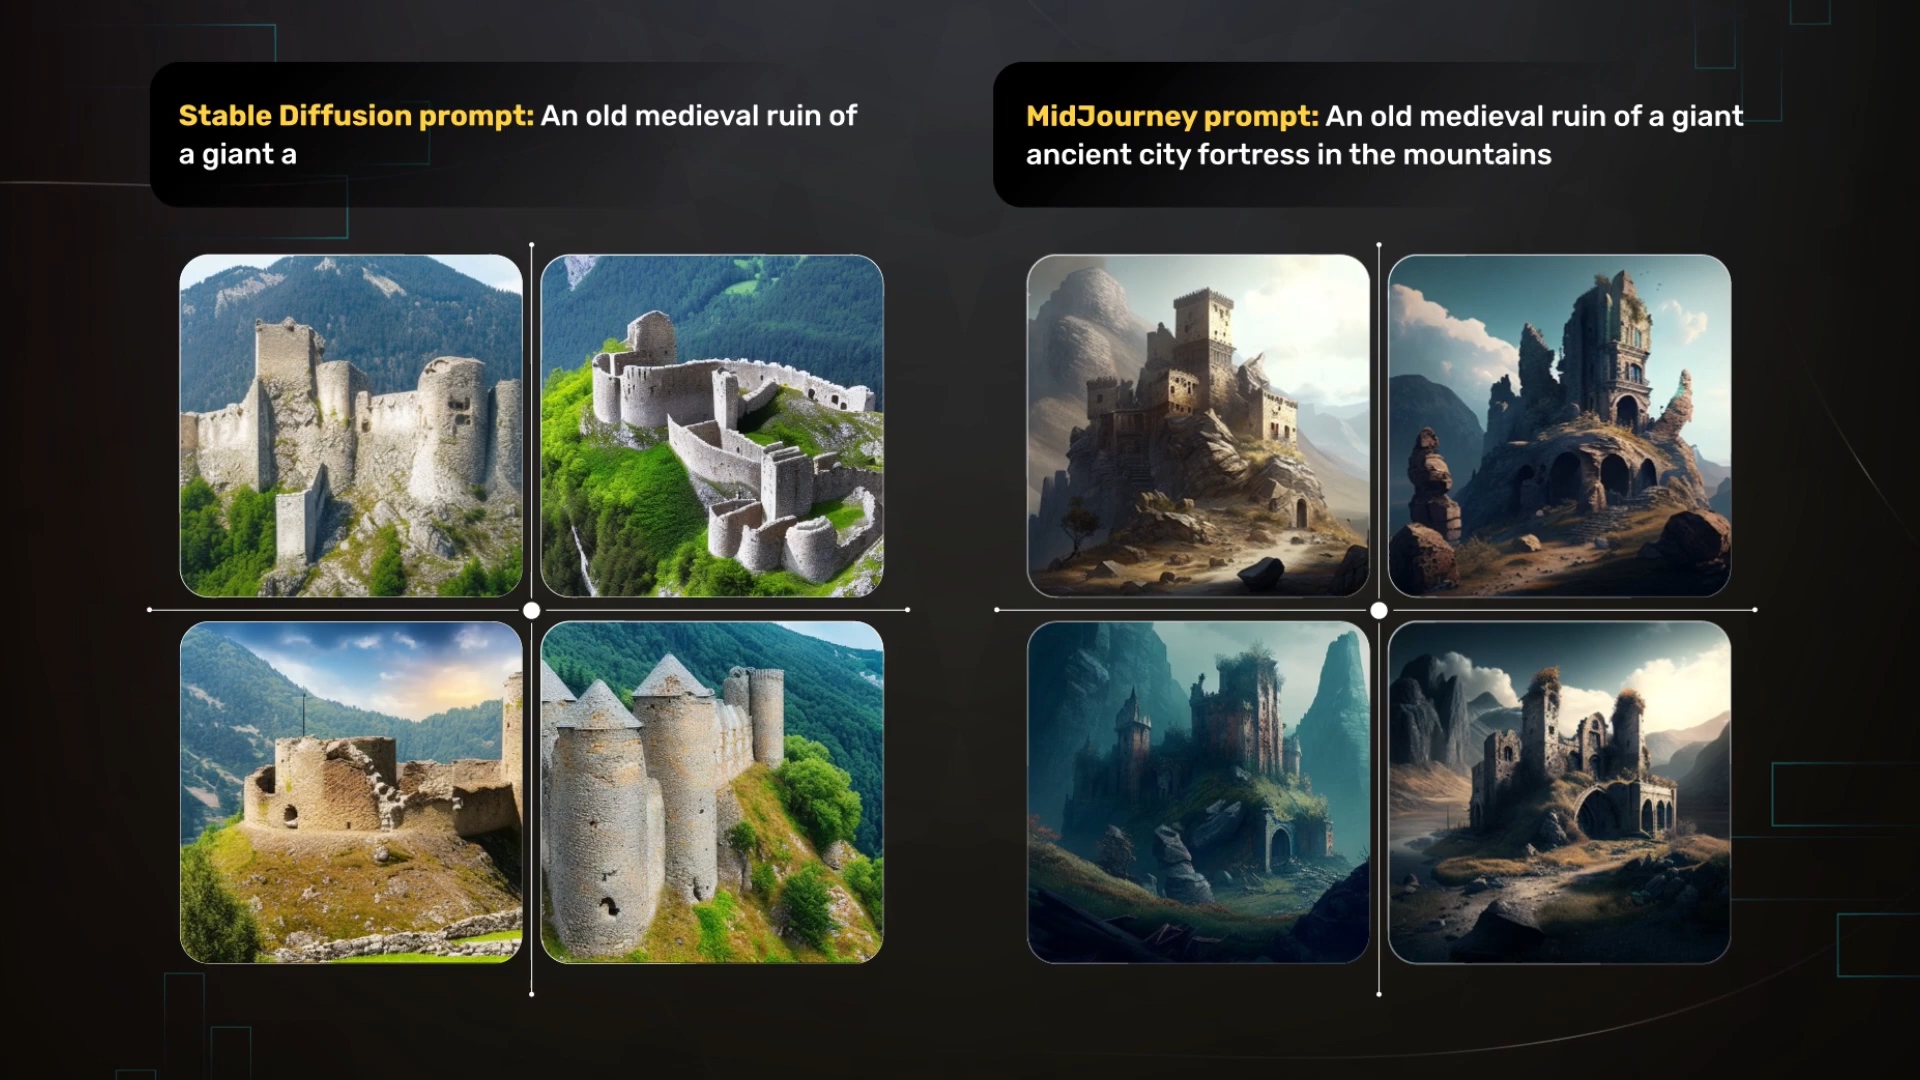 Stable Diffusion prompt: An old medieval ruin of
a giant a
MidJourney prompt: An old medieval ruin of a giant
ancient city fortress in the mountains